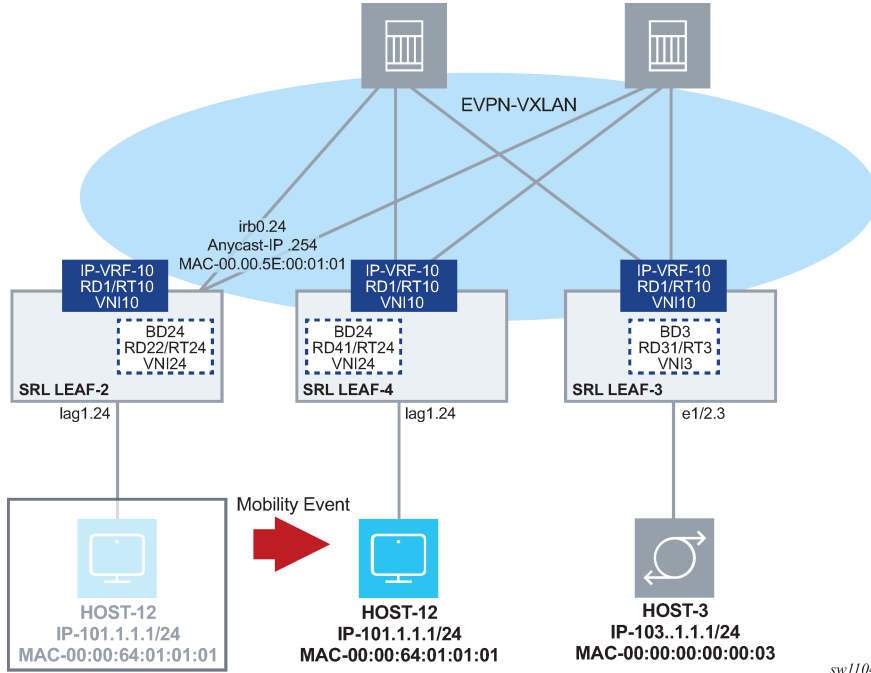 EVPN-VXLAN
irb0.24
Anycast-IP .254
MAC-00.00.5E:00:01:01
IP-VRF-10
RD1/RT10
VNI10
BD24
RD22/RT24
VNI24
SRL LEAF-2
IP-VRF-10
RD1/RT10
VNI10
BD24
RD41/RT24
VNI24
SRL LEAF-4
IP-VRF-10
RD1/RT10
VNI10
BD3
RD31/RT3
VNI3
SRL LEAF-3
lag1.24
lag1.24
e1/2.3
Mobility Event
HOST-12
IP-101.1.1.1/24
MAC-00:00:64:01:01:01
HOST-12
IP-101.1.1.1/24
MAC-00:00:64:01:01:01
HOST-3
IP-103..1.1.1/24
MAC-00:00:00:00:00:03
sw1104